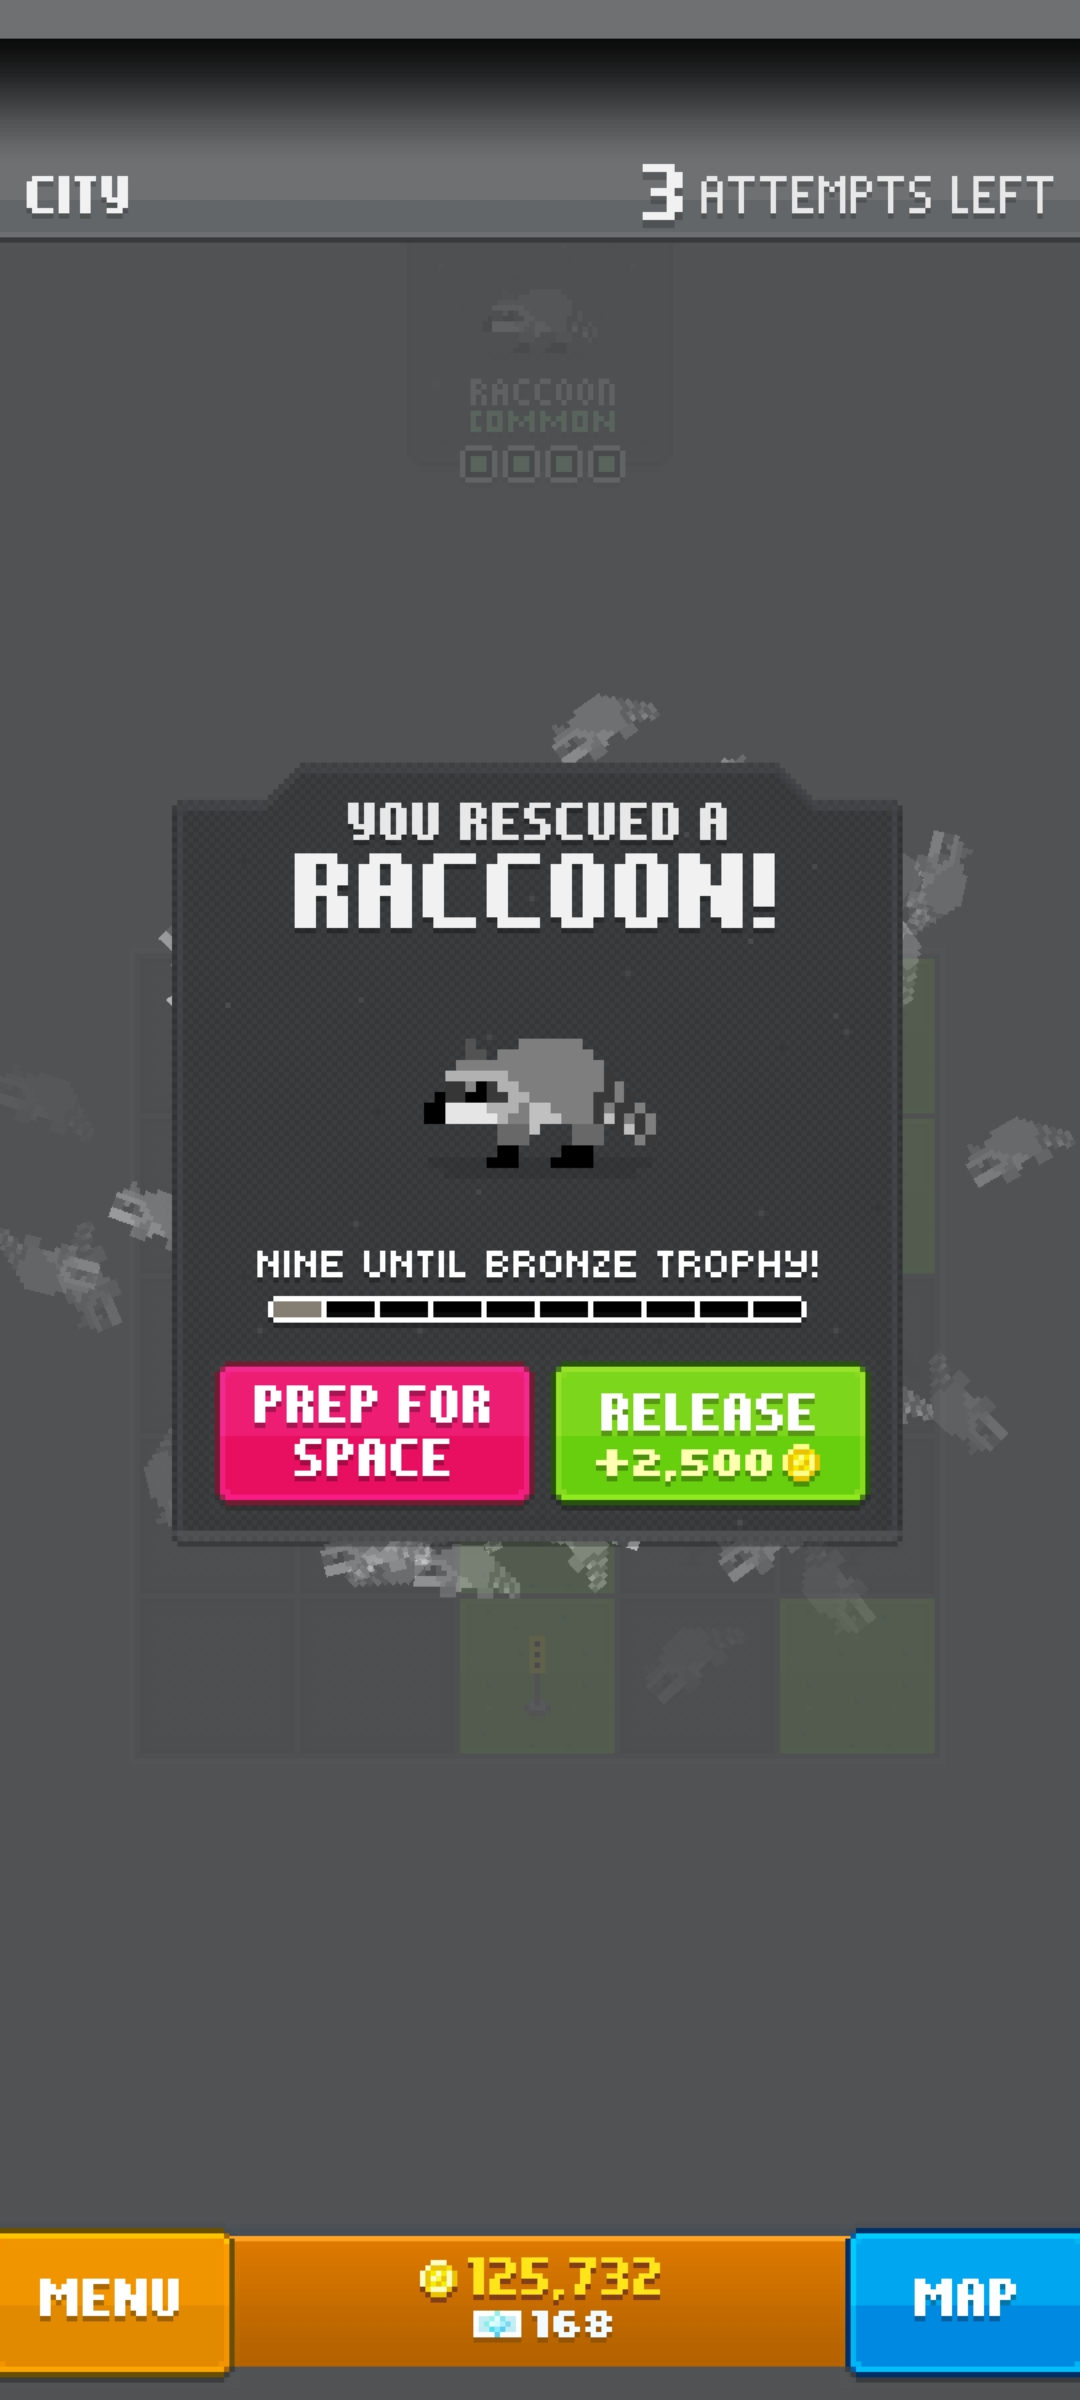 CITY
3 ATTEMPTS LEFT
RACCOON
COMMON
YOU RESCUED A
RACCOON!
NINE UNTIL BRONZE TROPHY!
PREP FOR
SPACE
RELEASE
+2,500
MENU
125,732
168
MAP